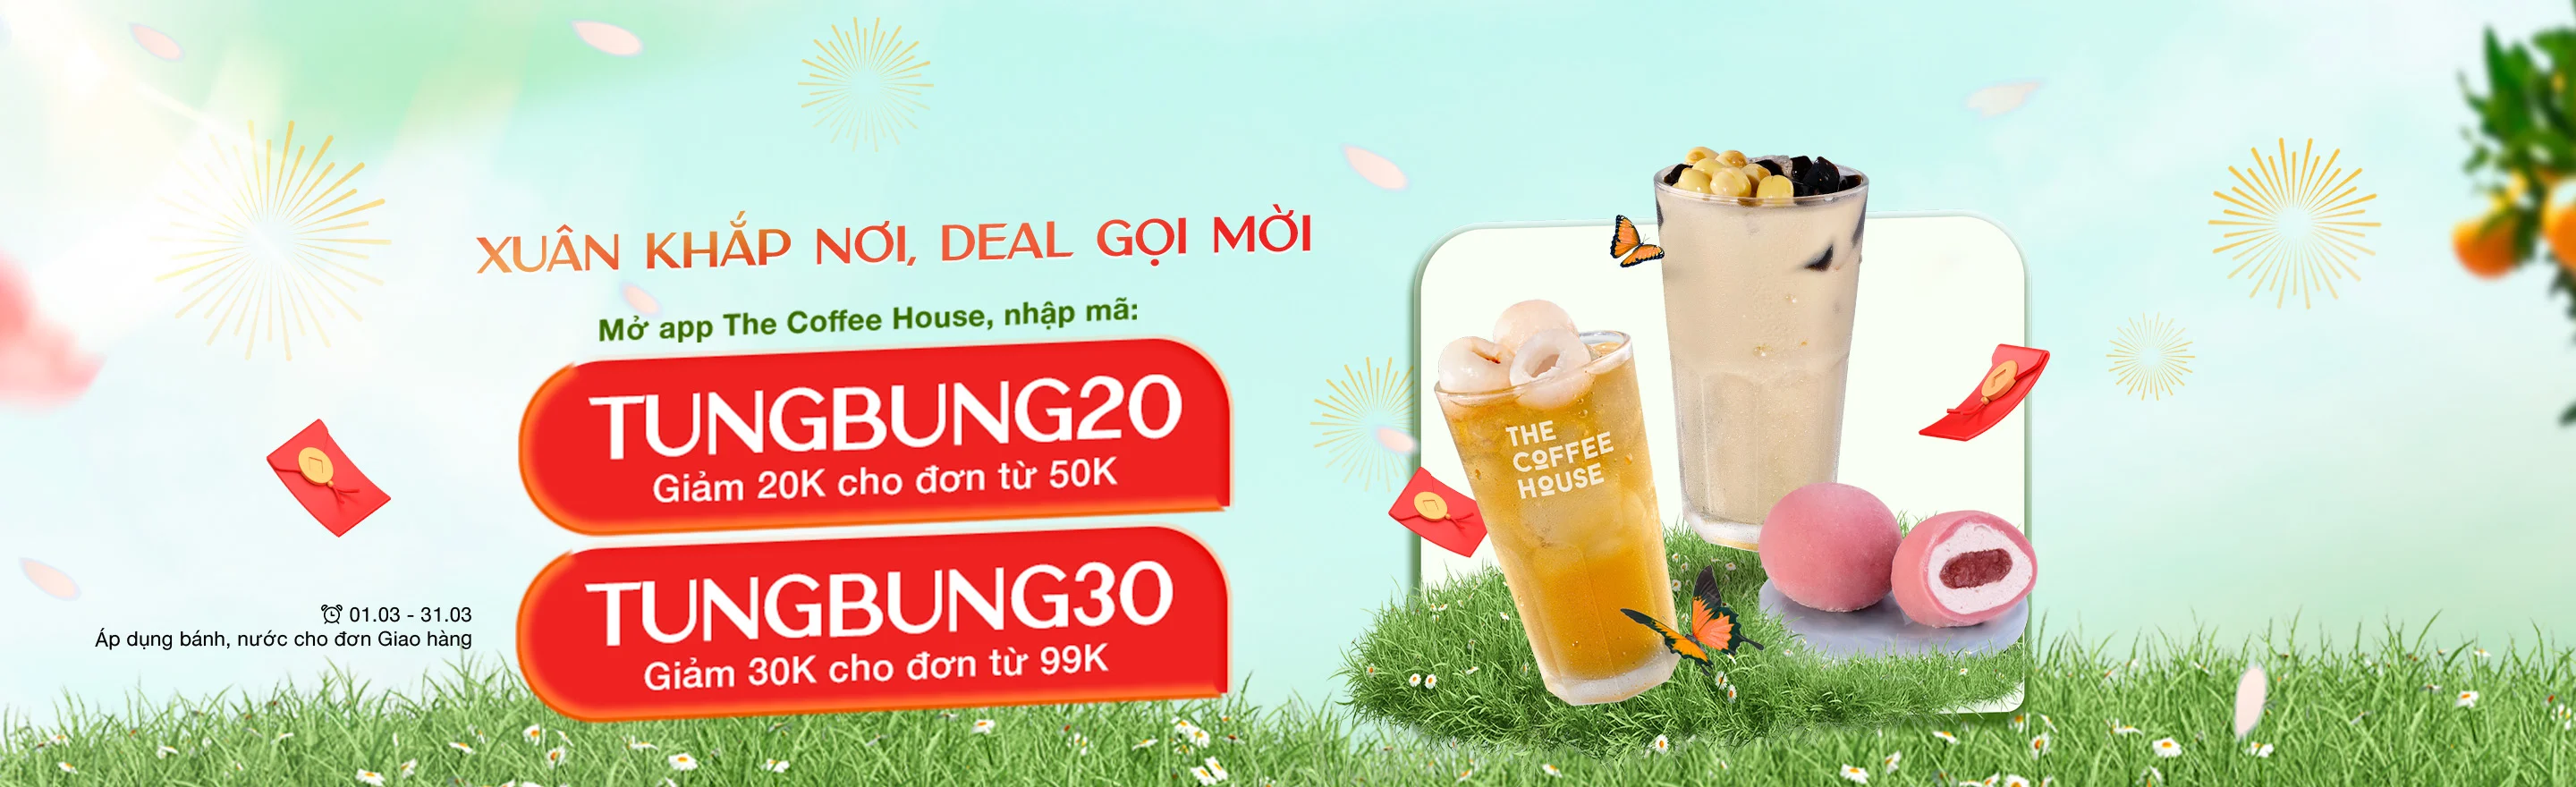 XUÂN KHẮP NƠI, DEAL GỌI MỜI
Mở app The Coffee House, nhập mã:
TUNGBUNG20
Giảm 20K cho đơn từ 50K
TUNGBUNG30
Giảm 30K cho đơn từ 99K
01.03 - 31.03
Áp dụng bánh, nước cho đơn Giao hàng
THE
COFFEE
HOUSE